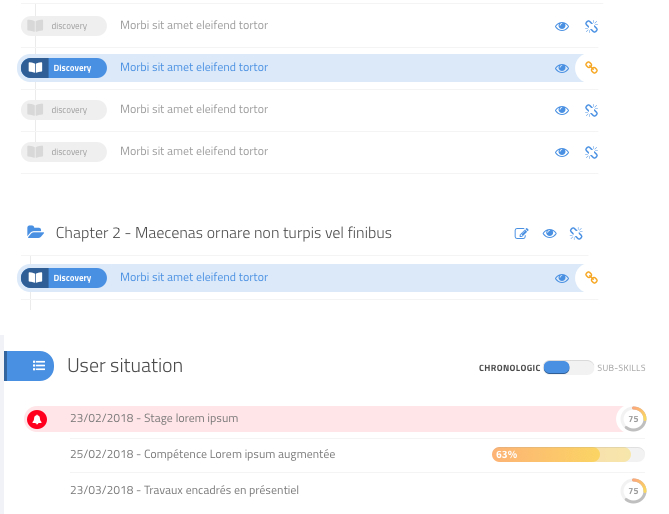 discovery Morbi sit amet eleifend tortor
Discovery Morbi sit amet eleifend tortor
discovery Morbi sit amet eleifend tortor
discovery Morbi sit amet eleifend tortor
Chapter 2 - Maecenas ornare non turpis vel finibus
Discovery Morbi sit amet eleifend tortor
User situation CHRONOLOGIC SUB-SKILLS
23/02/2018 - Stage lorem ipsum 75
25/02/2018 - Compétence Lorem ipsum augmentée 63%
23/03/2018 - Travaux encadrés en présentiel 75